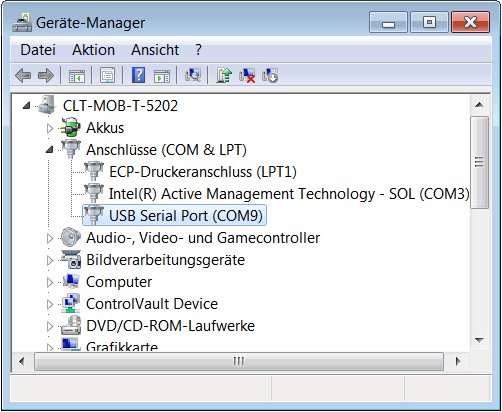 Geräte-Manager
Datei Aktion Ansicht ?
CLT-MOB-T-5202
Akkus
Anschlüsse (COM & LPT)
ECP-Druckeranschluss (LPT1)
Intel(R) Active Management Technology - SOL (COM3)
USB Serial Port (COM9)
Audio-, Video- und Gamecontroller
Bildverarbeitungsgeräte
Computer
ControlVault Device
DVD/CD-ROM-Laufwerke
Grafikkarte